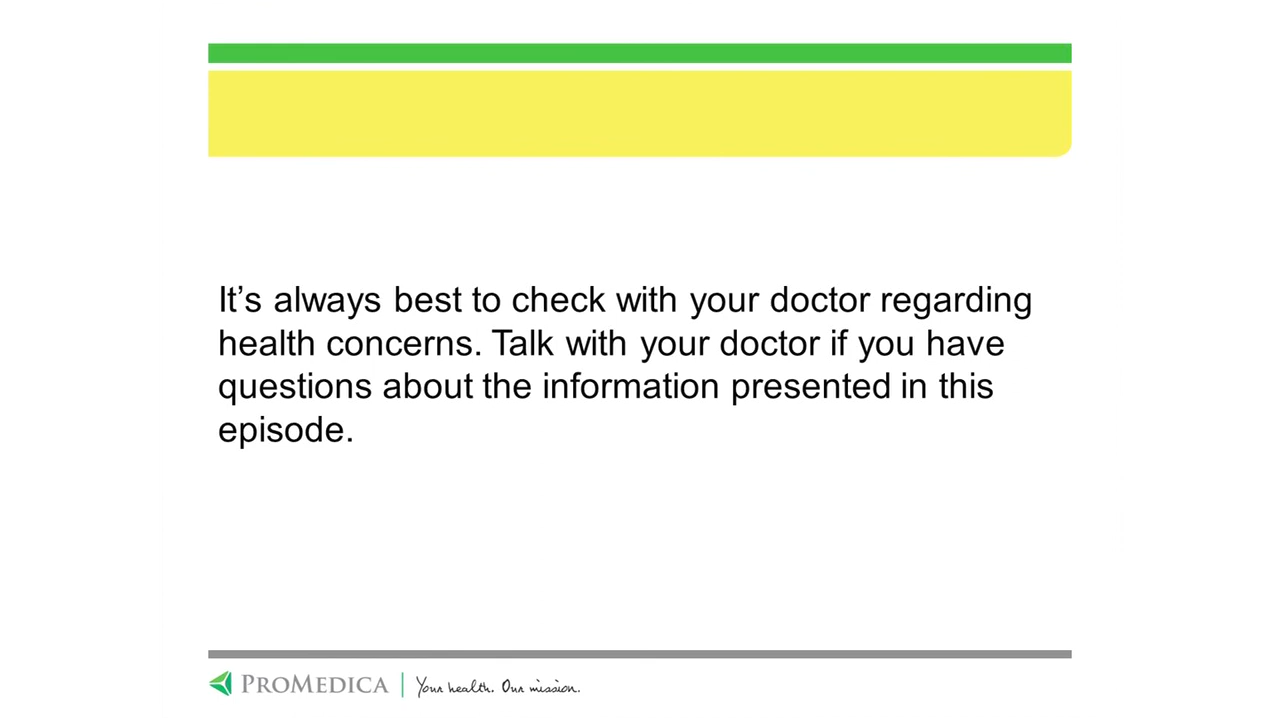 It’s always best to check with your doctor regarding
health concerns. Talk with your doctor if you have
questions about the information presented in this
episode.
PROMEDICA | Your health. Our mission.